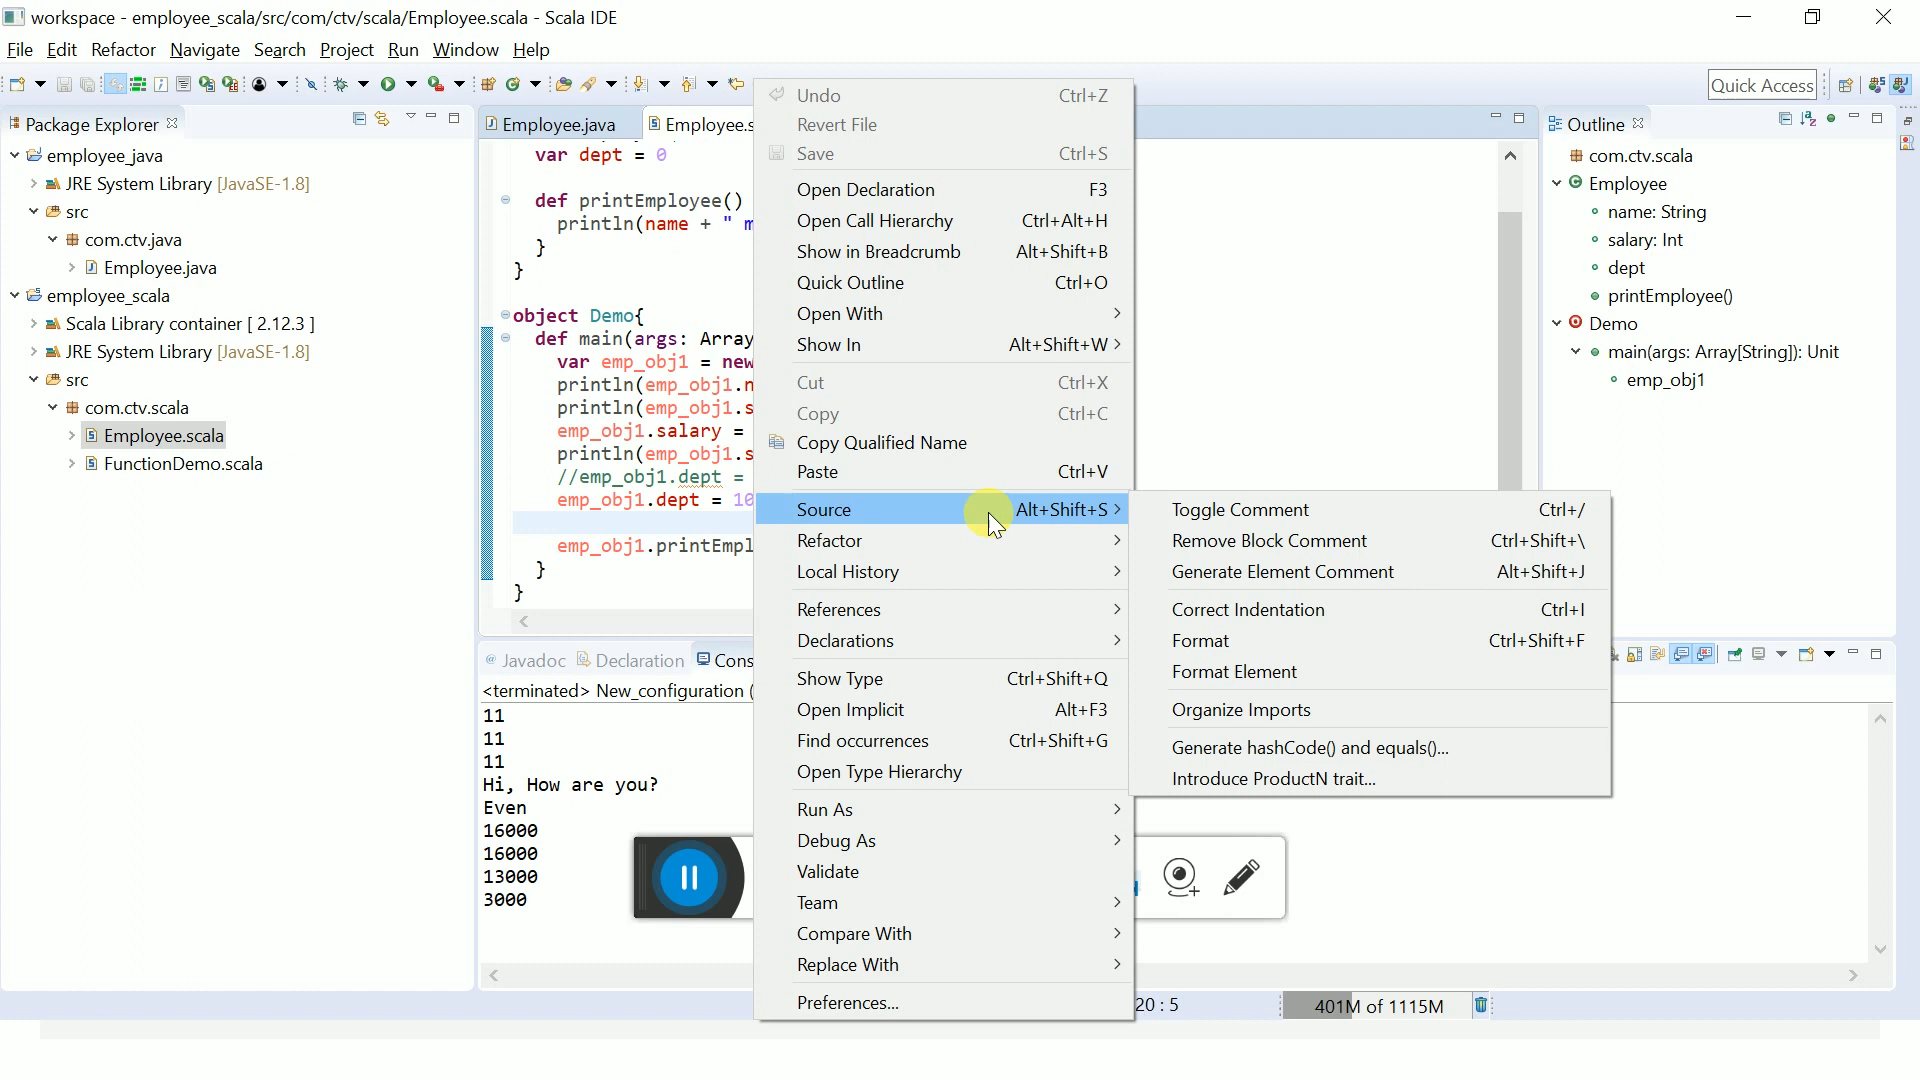 workspace - employee_scala/src/com/ctv/scala/Employee.scala - Scala IDE
File Edit Refactor Navigate Search Project Run Window Help
Quick Access
Package Explorer
employee_java
JRE System Library [JavaSE-1.8]
src
com.ctv.java
Employee.java
employee_scala
Scala Library container [ 2.12.3 ]
JRE System Library [JavaSE-1.8]
src
com.ctv.scala
Employee.scala
FunctionDemo.scala
Employee.java Employee.s
var dept = 0
def printEmployee()
println(name + "
}
}
object Demo{
def main(args: Array
var emp_obj1 = new
println(emp_obj1.n
println(emp_obj1.s
emp_obj1.salary =
println(emp_obj1.s
//emp_obj1.dept =
emp_obj1.dept = 10
emp_obj1.printEmpl
}
}
Undo Ctrl+Z
Revert File
Save Ctrl+S
Open Declaration F3
Open Call Hierarchy Ctrl+Alt+H
Show in Breadcrumb Alt+Shift+B
Quick Outline Ctrl+O
Open With
Show In Alt+Shift+W
Cut Ctrl+X
Copy Ctrl+C
Copy Qualified Name
Paste Ctrl+V
Source Alt+Shift+S
Refactor
Local History
References
Declarations
Show Type Ctrl+Shift+Q
Open Implicit Alt+F3
Find occurrences Ctrl+Shift+G
Open Type Hierarchy
Run As
Debug As
Validate
Team
Compare With
Replace With
Preferences...
Toggle Comment Ctrl+/
Remove Block Comment Ctrl+Shift+\
Generate Element Comment Alt+Shift+J
Correct Indentation Ctrl+I
Format Ctrl+Shift+F
Format Element
Organize Imports
Generate hashCode() and equals()...
Introduce ProductN trait...
Outline
com.ctv.scala
Employee
name: String
salary: Int
dept
printEmployee()
Demo
main(args: Array[String]): Unit
emp_obj1
@ Javadoc Declaration Cons
<terminated> New_configuration (
11
11
11
Hi, How are you?
Even
16000
16000
13000
3000
20 : 5
401M of 1115M